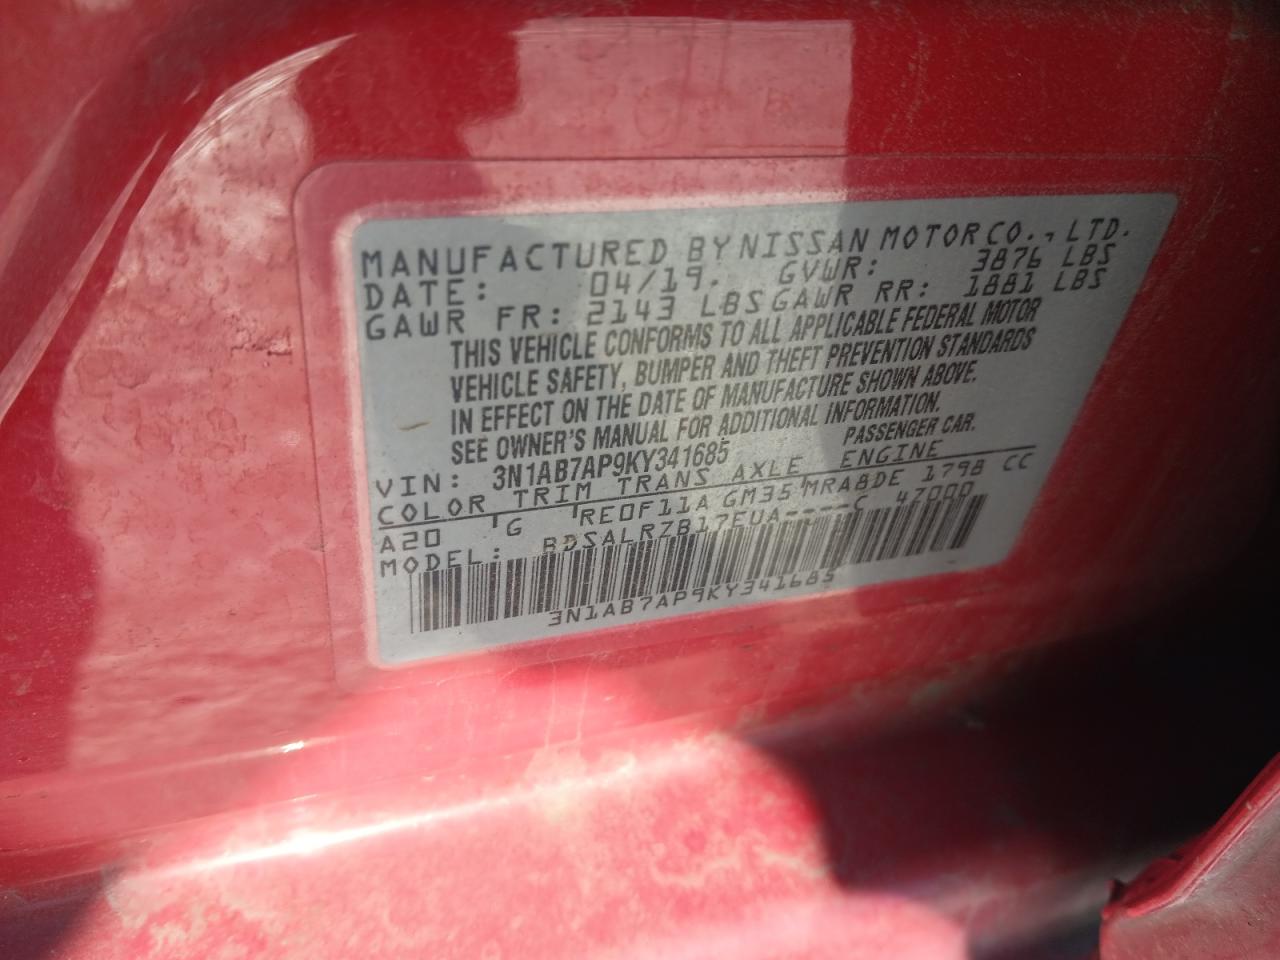 MANUFACTURED BY NISSAN MOTOR CO., LTD.
DATE: 04/19. GVWR: 3876 LBS
GAWR FR: 2143 LBS GAWR RR: 1881 LBS
THIS VEHICLE CONFORMS TO ALL APPLICABLE FEDERAL MOTOR
VEHICLE SAFETY, BUMPER AND THEFT PREVENTION STANDARDS
IN EFFECT ON THE DATE OF MANUFACTURE SHOWN ABOVE.
SEE OWNER'S MANUAL FOR ADDITIONAL INFORMATION.
VIN: 3N1AB7AP9KY341685 PASSENGER CAR.
COLOR TRIM TRANS AXLE ENGINE
A20 G RE0F11A GM35 MRA8DE 1798 CC
MODEL: BDSALRZB17EUA----C 4Z000
3N1AB7AP9KY341685